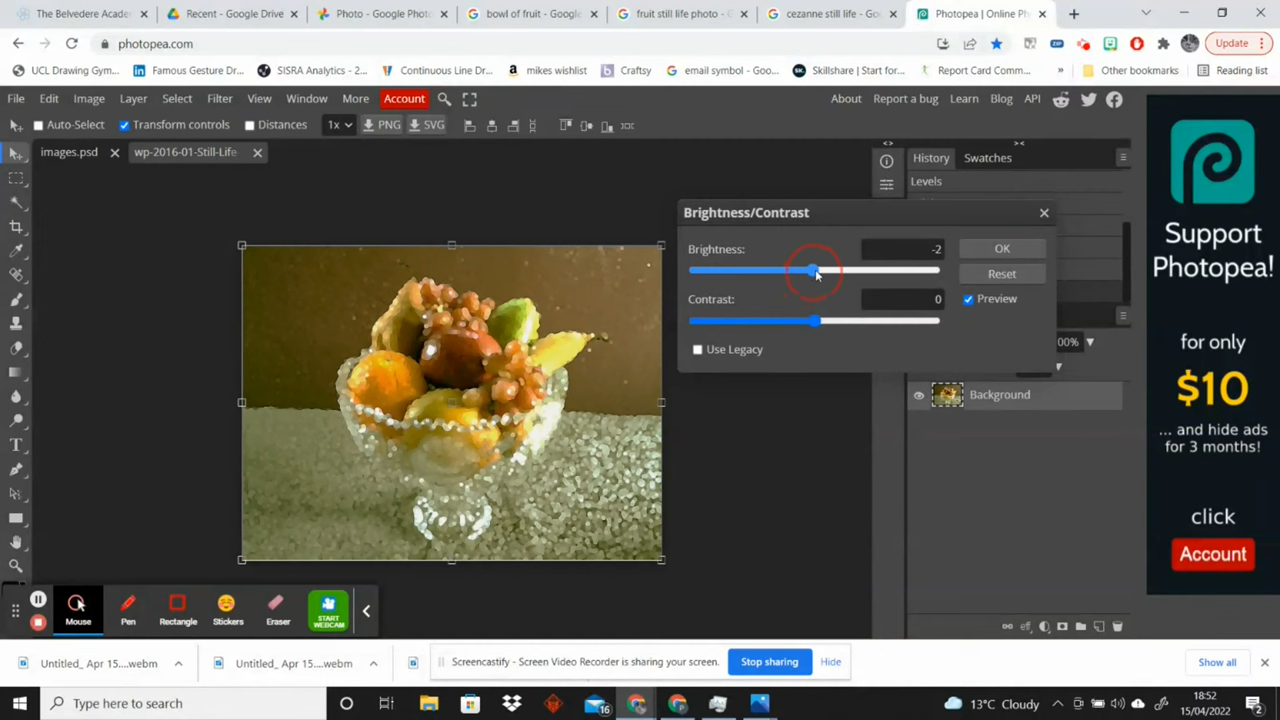 The Belvedere Acade
Recent - Google Drive
Photo - Google Photo
bowl of fruit - Google
fruit still life photo - G
cezanne still life - Goo
Photopea | Online Ph
photopea.com
Update
UCL Drawing Gym...
Famous Gesture Dr...
SISRA Analytics - 2...
Continuous Line Dr...
mikes wishlist
Craftsy
email symbol - Goo...
Skillshare | Start for...
Report Card Comm...
»
Other bookmarks
Reading list
File Edit Image Layer Select Filter View Window More Account
About Report a bug Learn Blog API
Auto-Select Transform controls Distances 1x PNG SVG
images.psd
wp-2016-01-Still-Life
History Swatches
Levels
Brightness/Contrast
Brightness: -2 OK
Reset
Contrast: 0 Preview
Use Legacy
00%
Background
Support
Photopea!
for only
$10
... and hide ads
for 3 months!
click
Account
Mouse Pen Rectangle Stickers Eraser START WEBCAM
Untitled_ Apr 15....webm
Untitled_ Apr 15....webm
Screencastify - Screen Video Recorder is sharing your screen.
Stop sharing
Hide
Show all
Type here to search
16
13°C Cloudy
18:52
15/04/2022
2